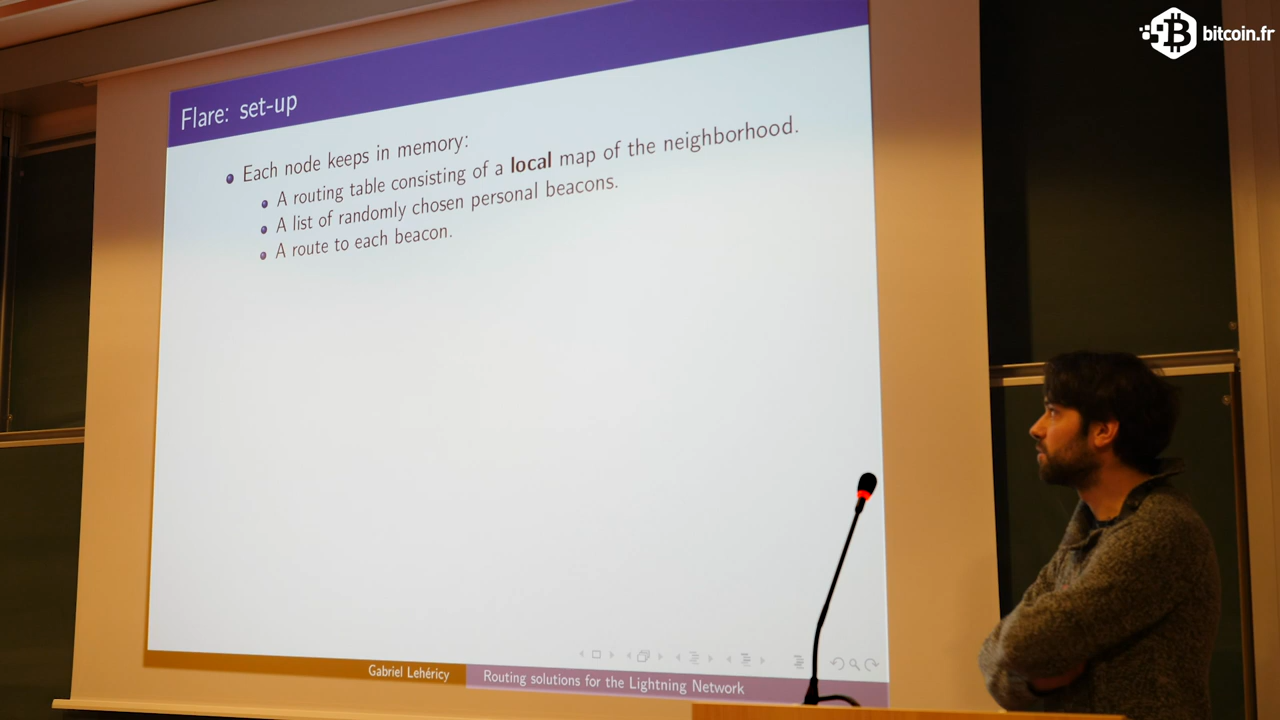 bitcoin.fr
Flare: set-up
Each node keeps in memory:
A routing table consisting of a local map of the neighborhood.
A list of randomly chosen personal beacons.
A route to each beacon.
Gabriel Lehéricy
Routing solutions for the Lightning Network